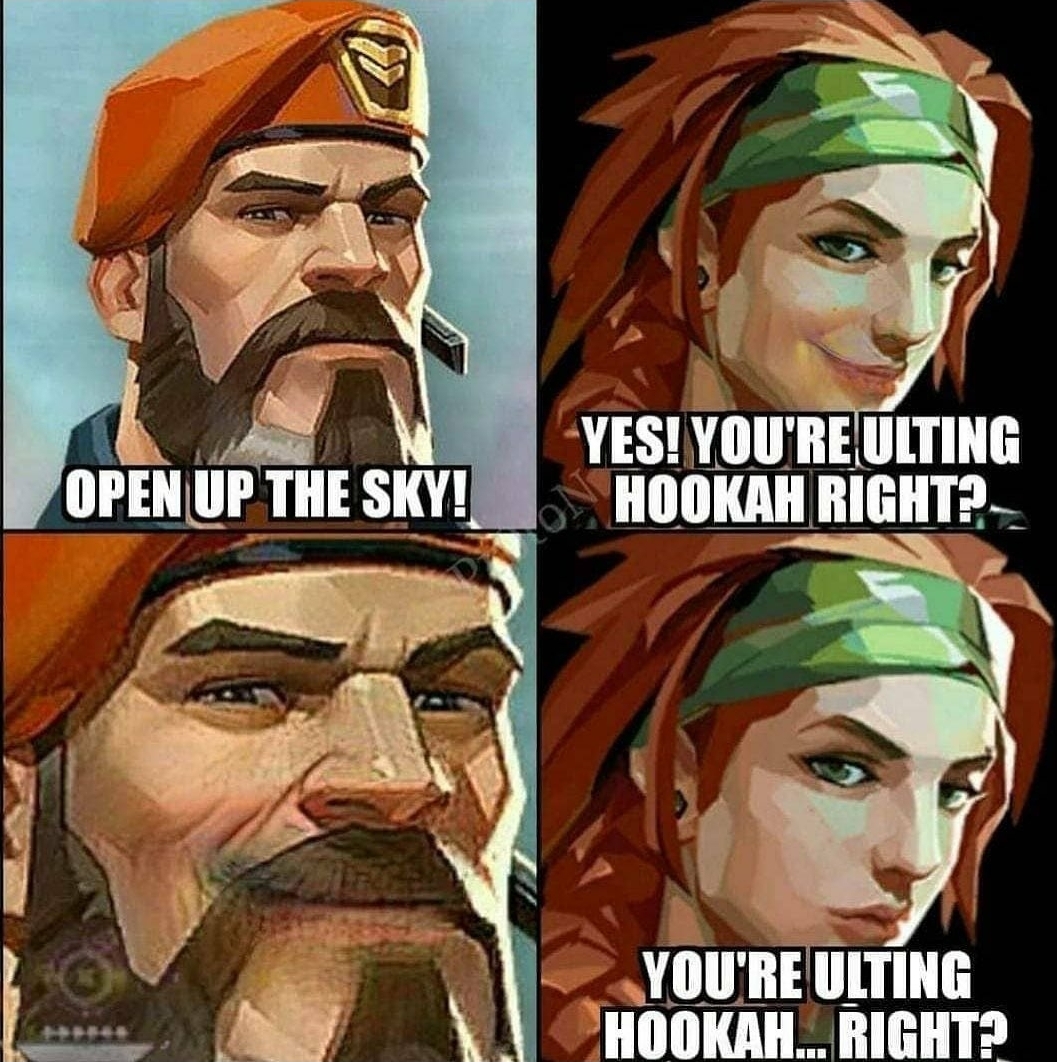 OPEN UP THE SKY!
YES! YOU'RE ULTING
HOOKAH RIGHT?
YOU'RE ULTING
HOOKAH... RIGHT?